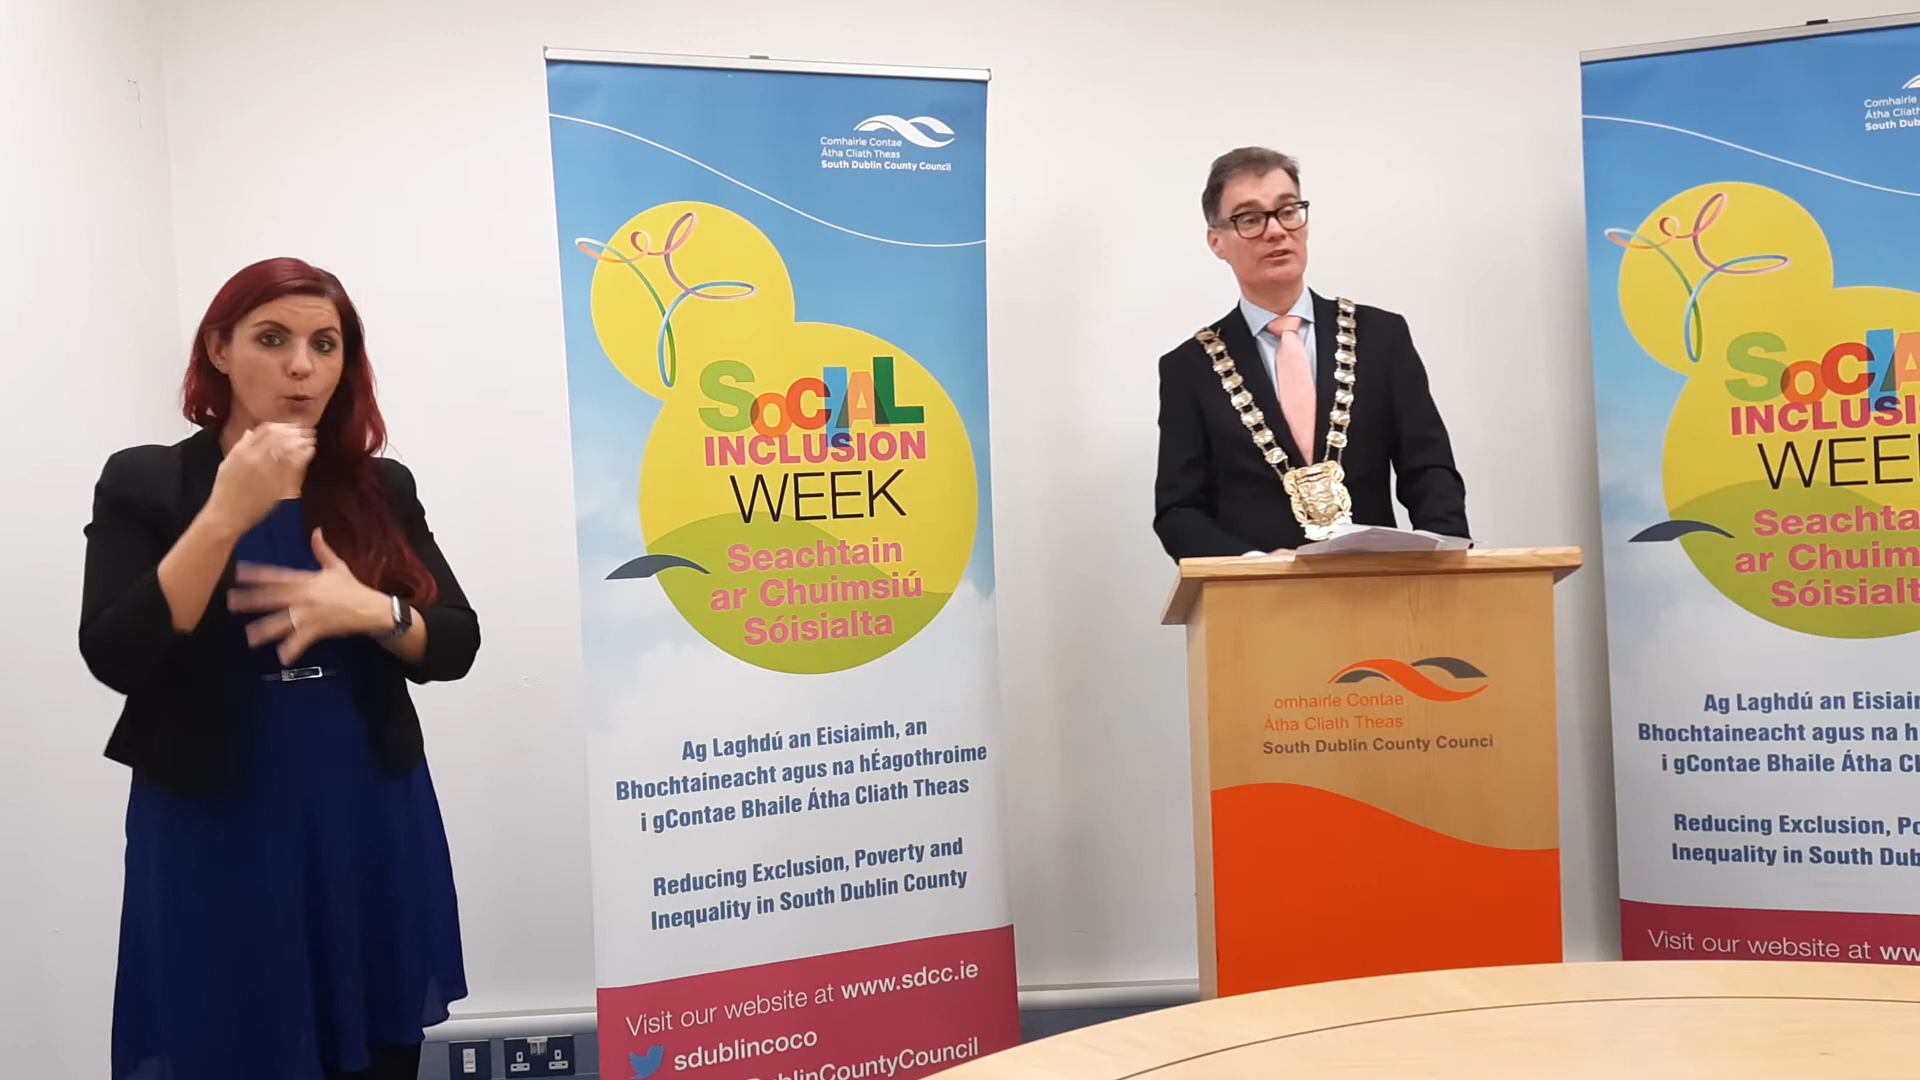 Comhairle Contae
Átha Cliath Theas
South Dublin County Council
SOCIAL
INCLUSION
WEEK
Seachtain
ar Chuimsiú
Sóisialta
Ag Laghdú an Eisiaimh, an
Bhochtaineacht agus na hÉagothroime
i gContae Bhaile Átha Cliath Theas
Reducing Exclusion, Poverty and
Inequality in South Dublin County
Visit our website at www.sdcc.ie
sdublincoco
blinCountyCouncil
omhairle Contae
Átha Cliath Theas
South Dublin County Counci
Comhairle
Átha Cliath
South Dub
SOCIA
INCLUSI
WEE
Seachta
ar Chuim
Sóisialt
Ag Laghdú an Eisiai
Bhochtaineacht agus na h
i gContae Bhaile Átha Cl
Reducing Exclusion, Po
Inequality in South Dub
Visit our website at ww